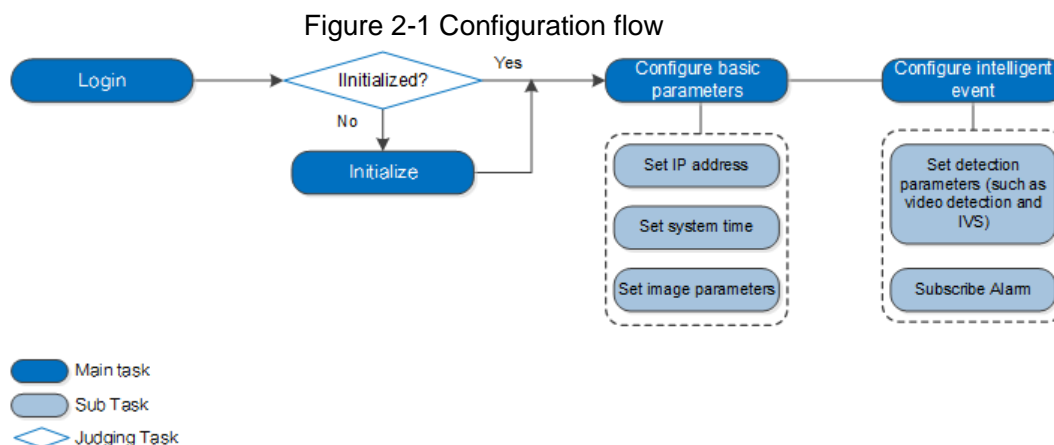 Figure 2-1 Configuration flow
Login
IInitialized?
Yes
No
Initialize
Configure basic
parameters
Set IP address
Set system time
Set image parameters
Configure intelligent
event
Set detection
parameters (such as
video detection and
IVS)
Subscribe Alarm
Main task
Sub Task
Judging Task